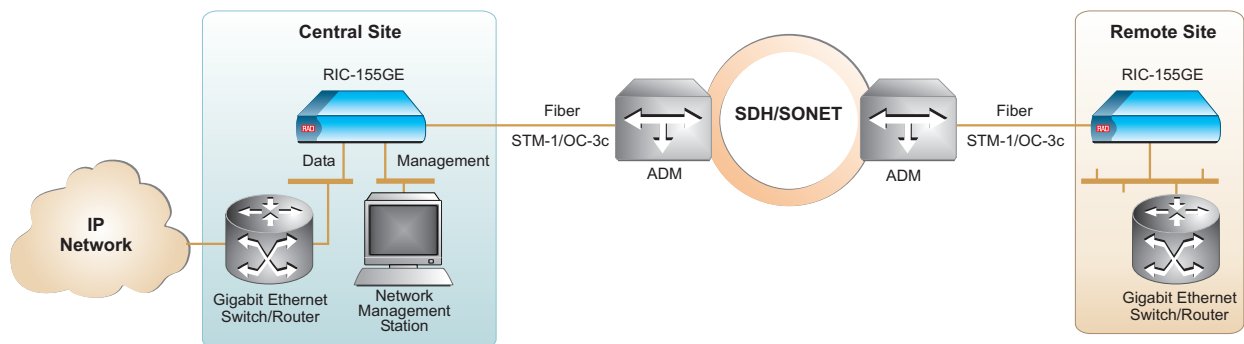 Central Site
RIC-155GE
RAD
Data
Management
IP
Network
Gigabit Ethernet
Switch/Router
Network
Management
Station
Fiber
STM-1/OC-3c
ADM
SDH/SONET
ADM
Fiber
STM-1/OC-3c
Remote Site
RIC-155GE
RAD
Gigabit Ethernet
Switch/Router